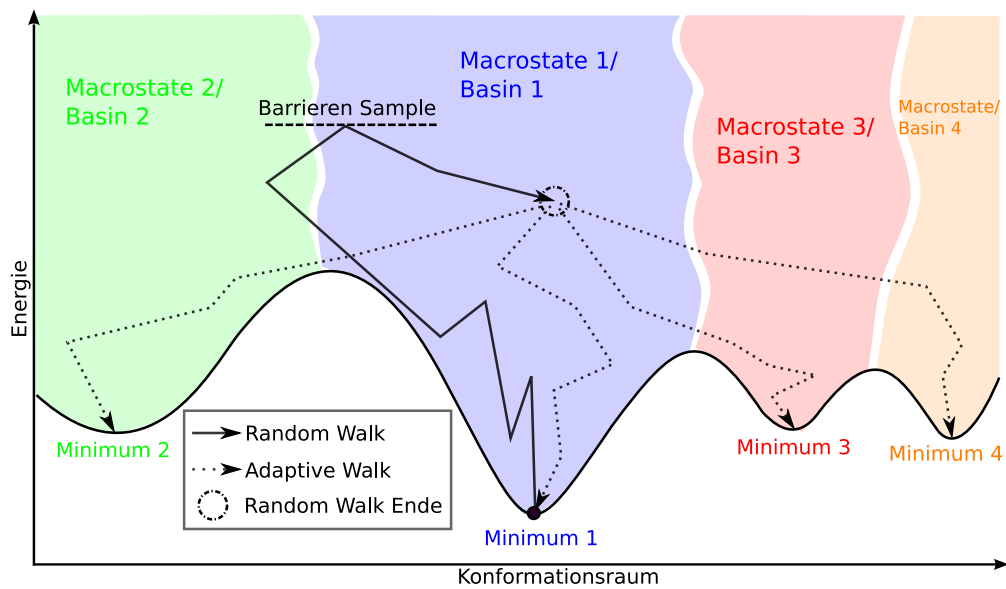 Macrostate 2/
Basin 2
Macrostate 1/
Basin 1
Macrostate 3/
Basin 3
Macrostate/
Basin 4
Barrieren Sample
Energie
Minimum 2
Random Walk
Adaptive Walk
Random Walk Ende
Minimum 1
Minimum 3
Minimum 4
Konformationsraum